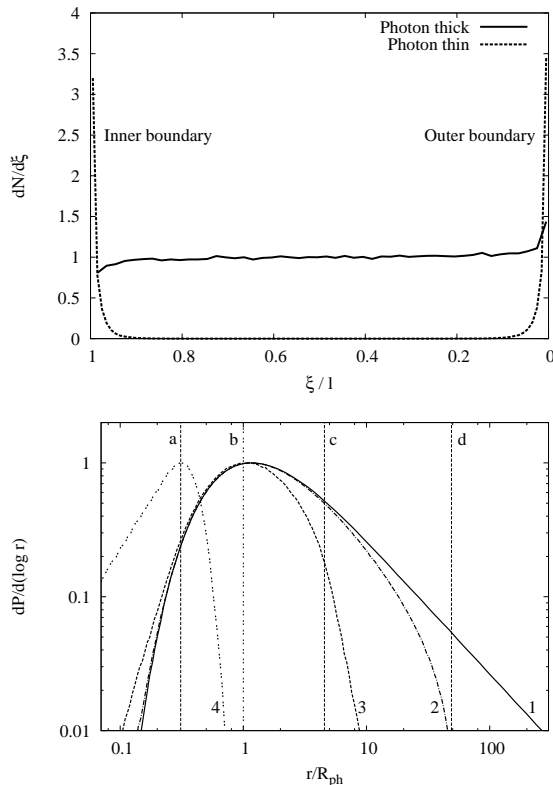 4
3.5
3
2.5
2
1.5
1
0.5
0
dN/dξ
Photon thick
Photon thin
Inner boundary
Outer boundary
1 0.8 0.6 0.4 0.2 0
ξ / l
a b c d
1
0.1
0.01
dP/d(log r)
4 3 2 1
0.1 1 10 100
r/R_ph